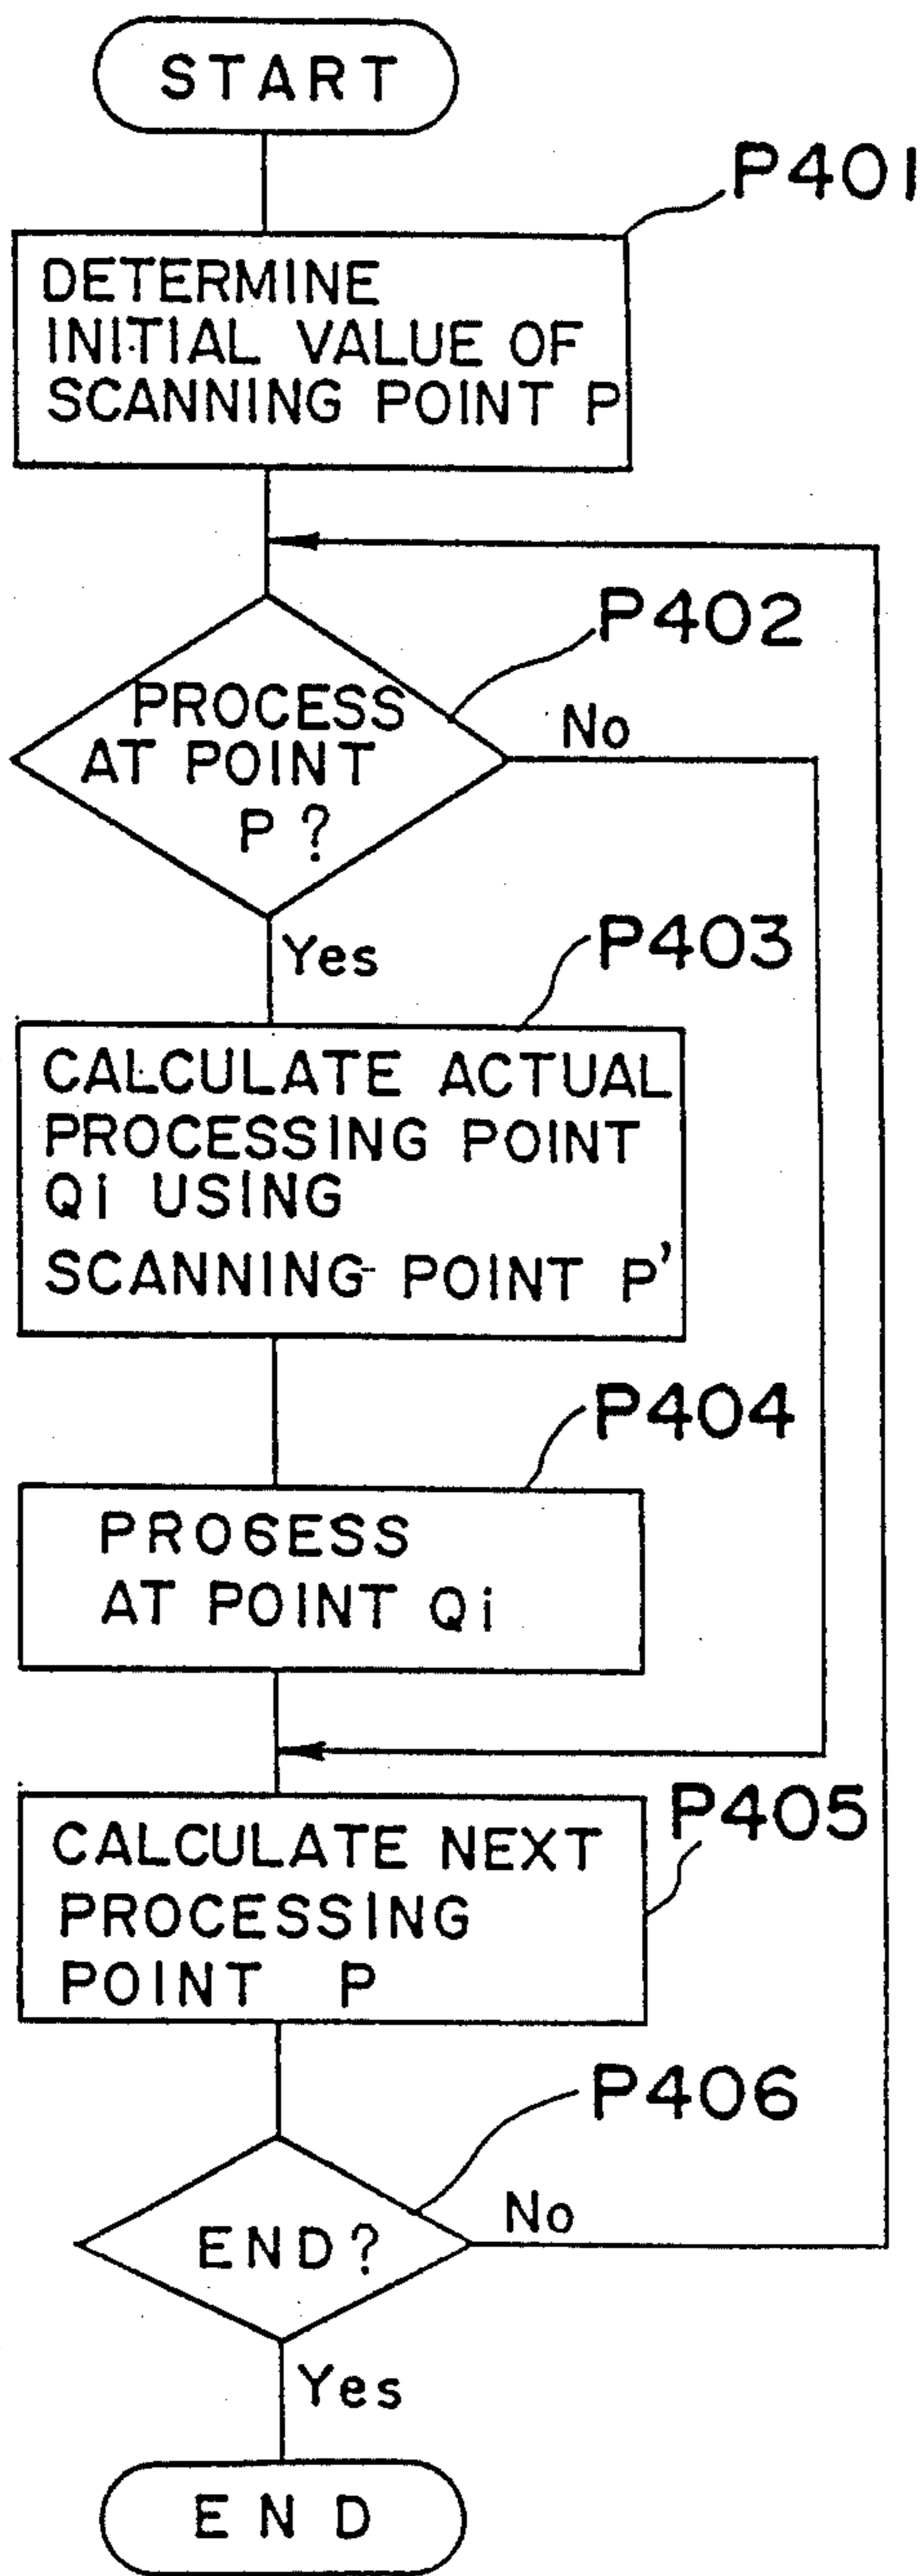 START
P401
DETERMINE
INITIAL VALUE OF
SCANNING POINT P
P402
PROCESS
AT POINT
P?
No
Yes
P403
CALCULATE ACTUAL
PROCESSING POINT
Qi USING
SCANNING POINT P'
P404
PRO6ESS
AT POINT Qi
P405
CALCULATE NEXT
PROCESSING
POINT P
P406
END?
No
Yes
END